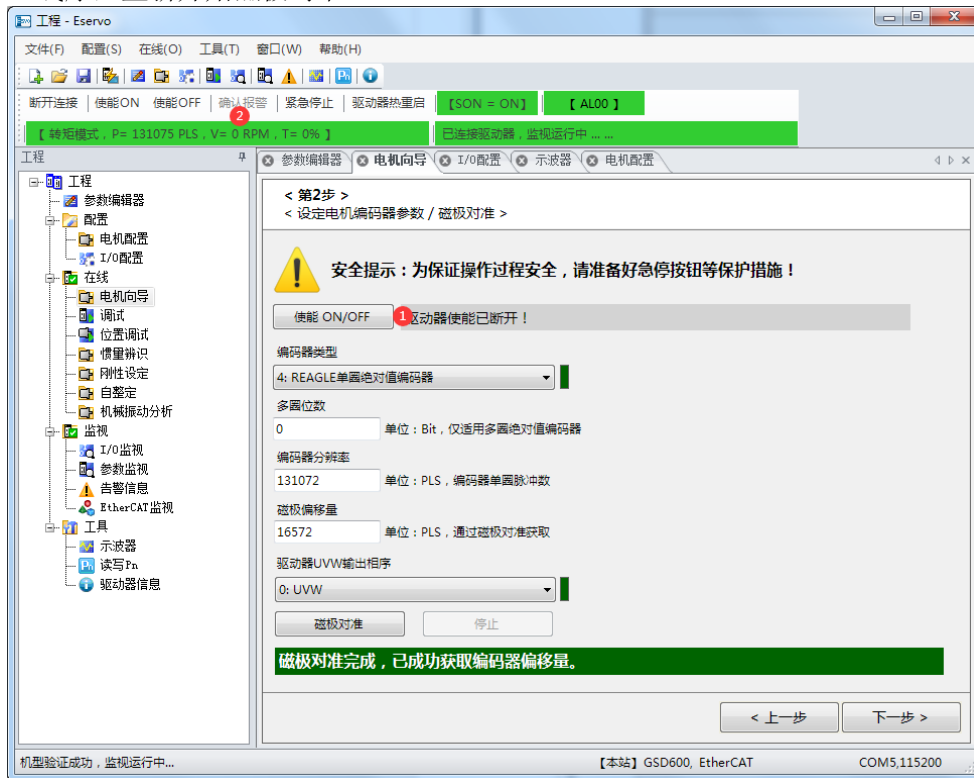 工程 - Eservo
文件(F) 配置(S) 在线(O) 工具(T) 窗口(W) 帮助(H)
断开连接 使能ON 使能OFF 确认报警 紧急停止 驱动器热重启 【SON = ON】 【 AL00 】
2
【 转矩模式，P= 131075 PLS，V= 0 RPM，T= 0% 】 已连接驱动器，监视运行中 ... ...
工程
参数编辑器 电机向导 I/O配置 示波器 电机配置
工程
参数编辑器
配置
电机配置
I/O配置
在线
电机向导
调试
位置调试
惯量辨识
刚性设定
自整定
机械振动分析
监视
I/O监视
参数监视
告警信息
EtherCAT监视
工具
示波器
读写Pn
驱动器信息
< 第2步 >
< 设定电机编码器参数 / 磁极对准 >
安全提示：为保证操作过程安全，请准备好急停按钮等保护措施！
使能 ON/OFF 1 驱动器使能已断开！
编码器类型
4: REAGLE单圈绝对值编码器
多圈位数
0 单位：Bit，仅适用多圈绝对值编码器
编码器分辨率
131072 单位：PLS，编码器单圈脉冲数
磁极偏移量
16572 单位：PLS，通过磁极对准获取
驱动器UVW输出相序
0: UVW
磁极对准 停止
磁极对准完成，已成功获取编码器偏移量。
< 上一步 下一步 >
机型验证成功，监视运行中... 【本站】GSD600, EtherCAT COM5,115200